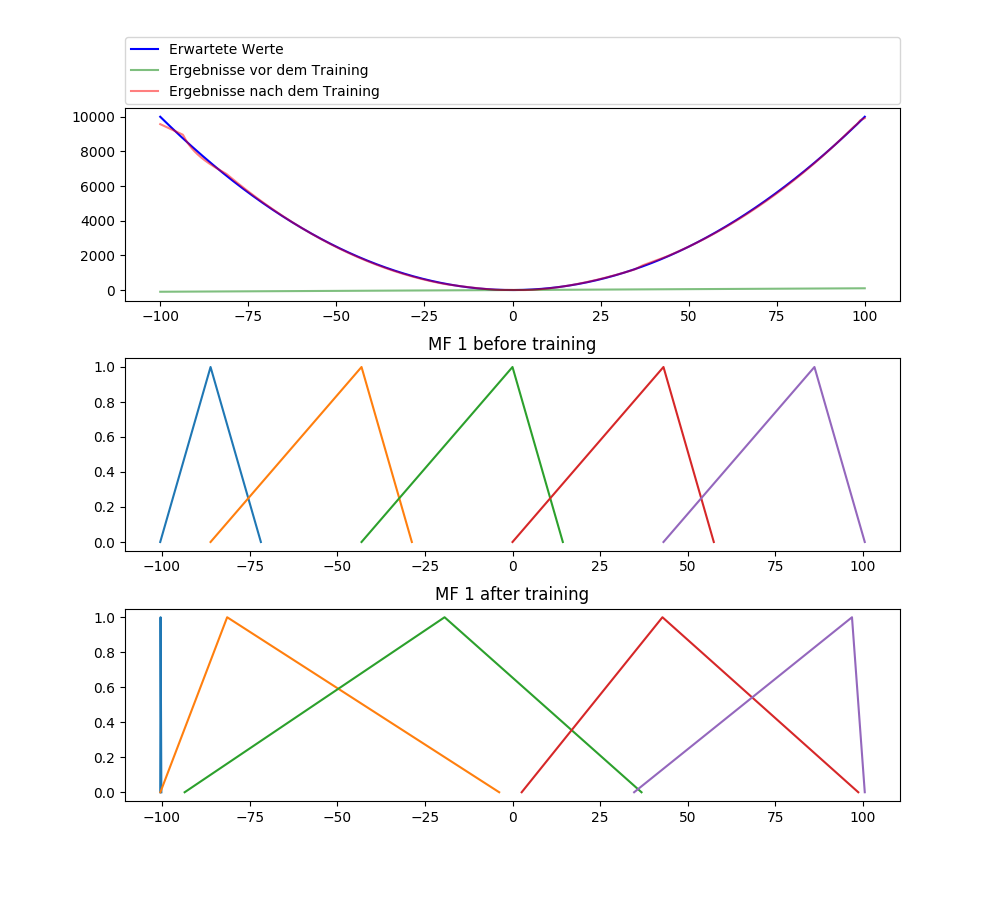 Erwartete Werte
Ergebnisse vor dem Training
Ergebnisse nach dem Training
10000
8000
6000
4000
2000
0
−100 −75 −50 −25 0 25 50 75 100
MF 1 before training
1.0
0.8
0.6
0.4
0.2
0.0
−100 −75 −50 −25 0 25 50 75 100
MF 1 after training
1.0
0.8
0.6
0.4
0.2
0.0
−100 −75 −50 −25 0 25 50 75 100